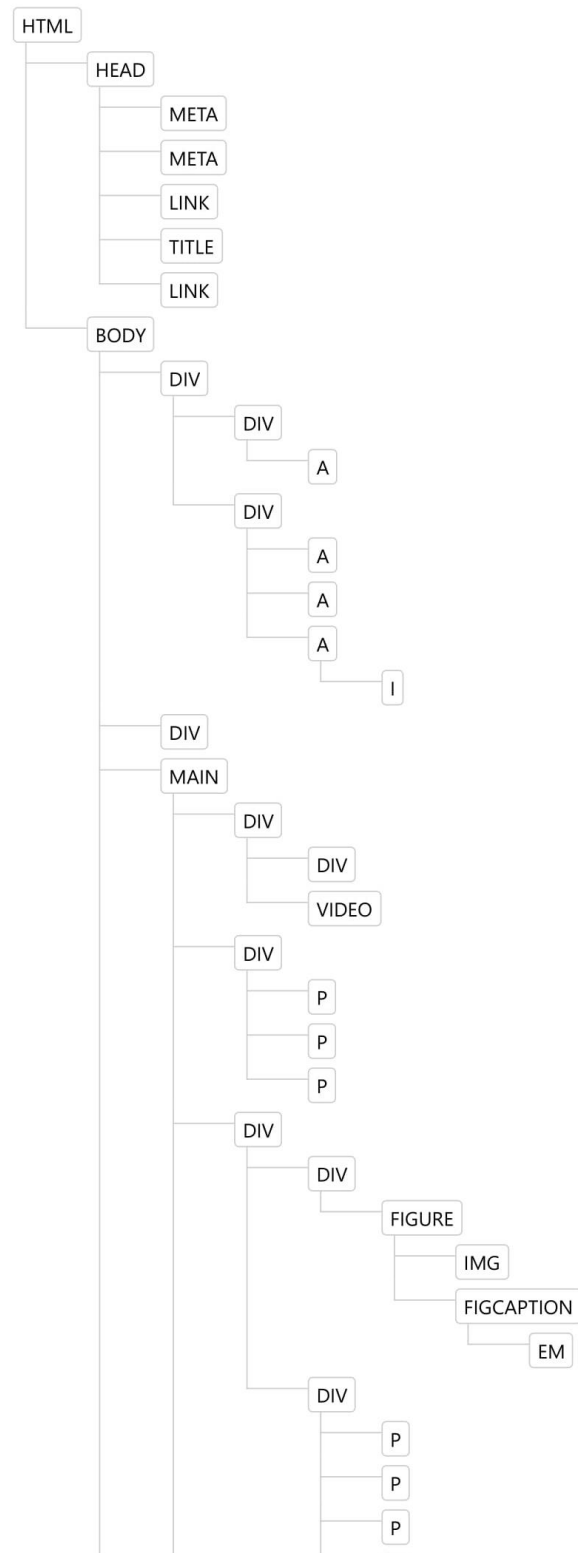 HTML
HEAD
META
META
LINK
TITLE
LINK
BODY
DIV
DIV
A
DIV
A
A
A
I
DIV
MAIN
DIV
DIV
VIDEO
DIV
P
P
P
DIV
DIV
FIGURE
IMG
FIGCAPTION
EM
DIV
P
P
P